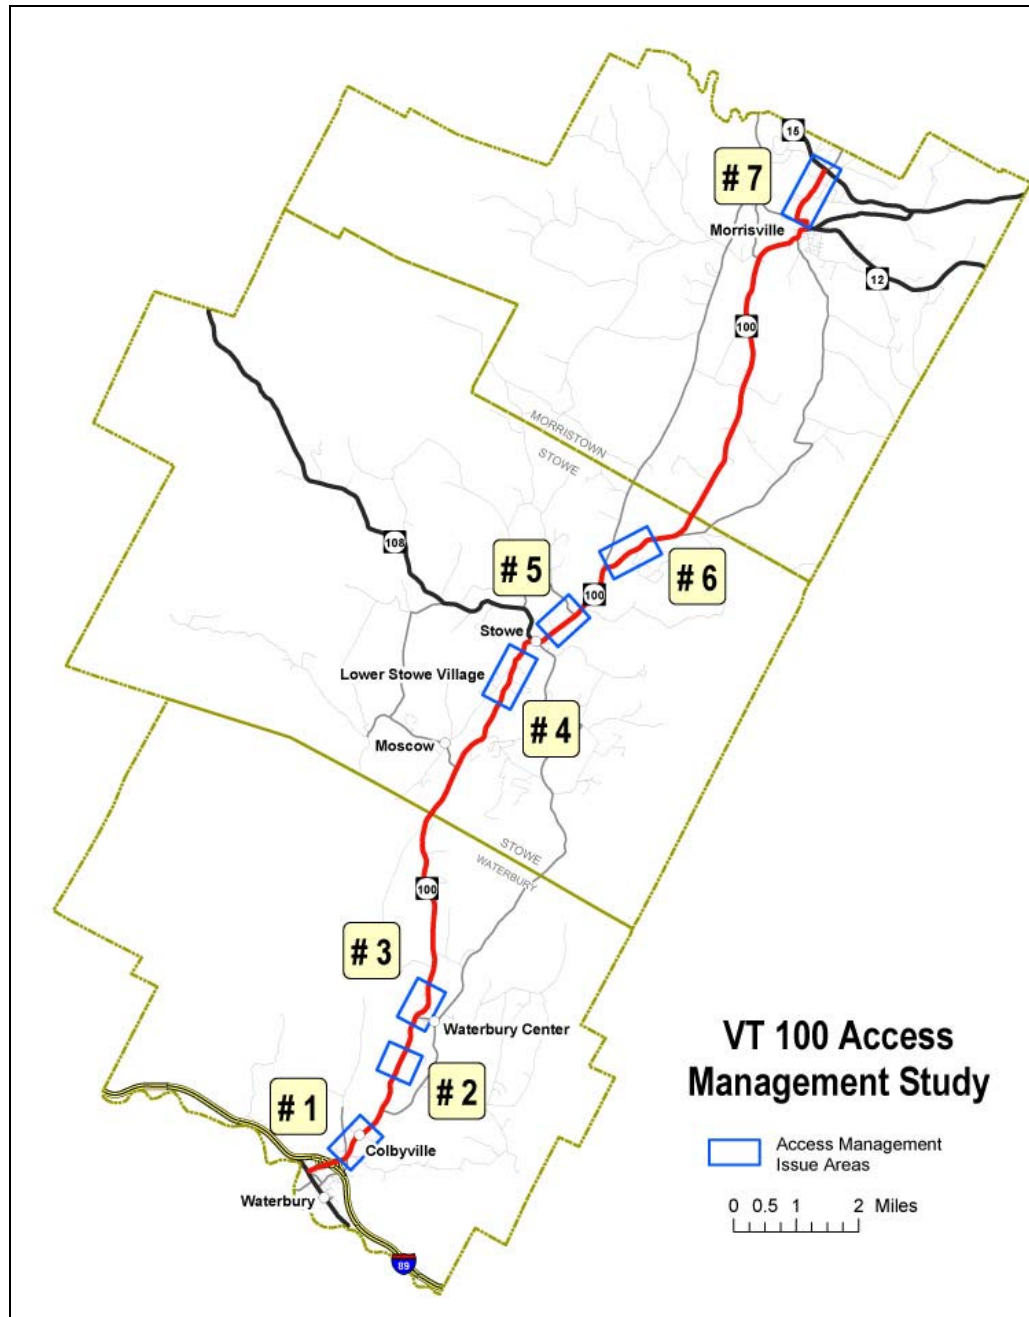 15
# 7
Morrisville
12
100
MORRISTOWN
STOWE
108
# 5
# 6
100
Stowe
Lower Stowe Village
# 4
Moscow
STOWE
WATERBURY
100
# 3
Waterbury Center
VT 100 Access
Management Study
# 2
# 1
Colbyville
Access Management
Issue Areas
Waterbury
0 0.5 1 2 Miles
89